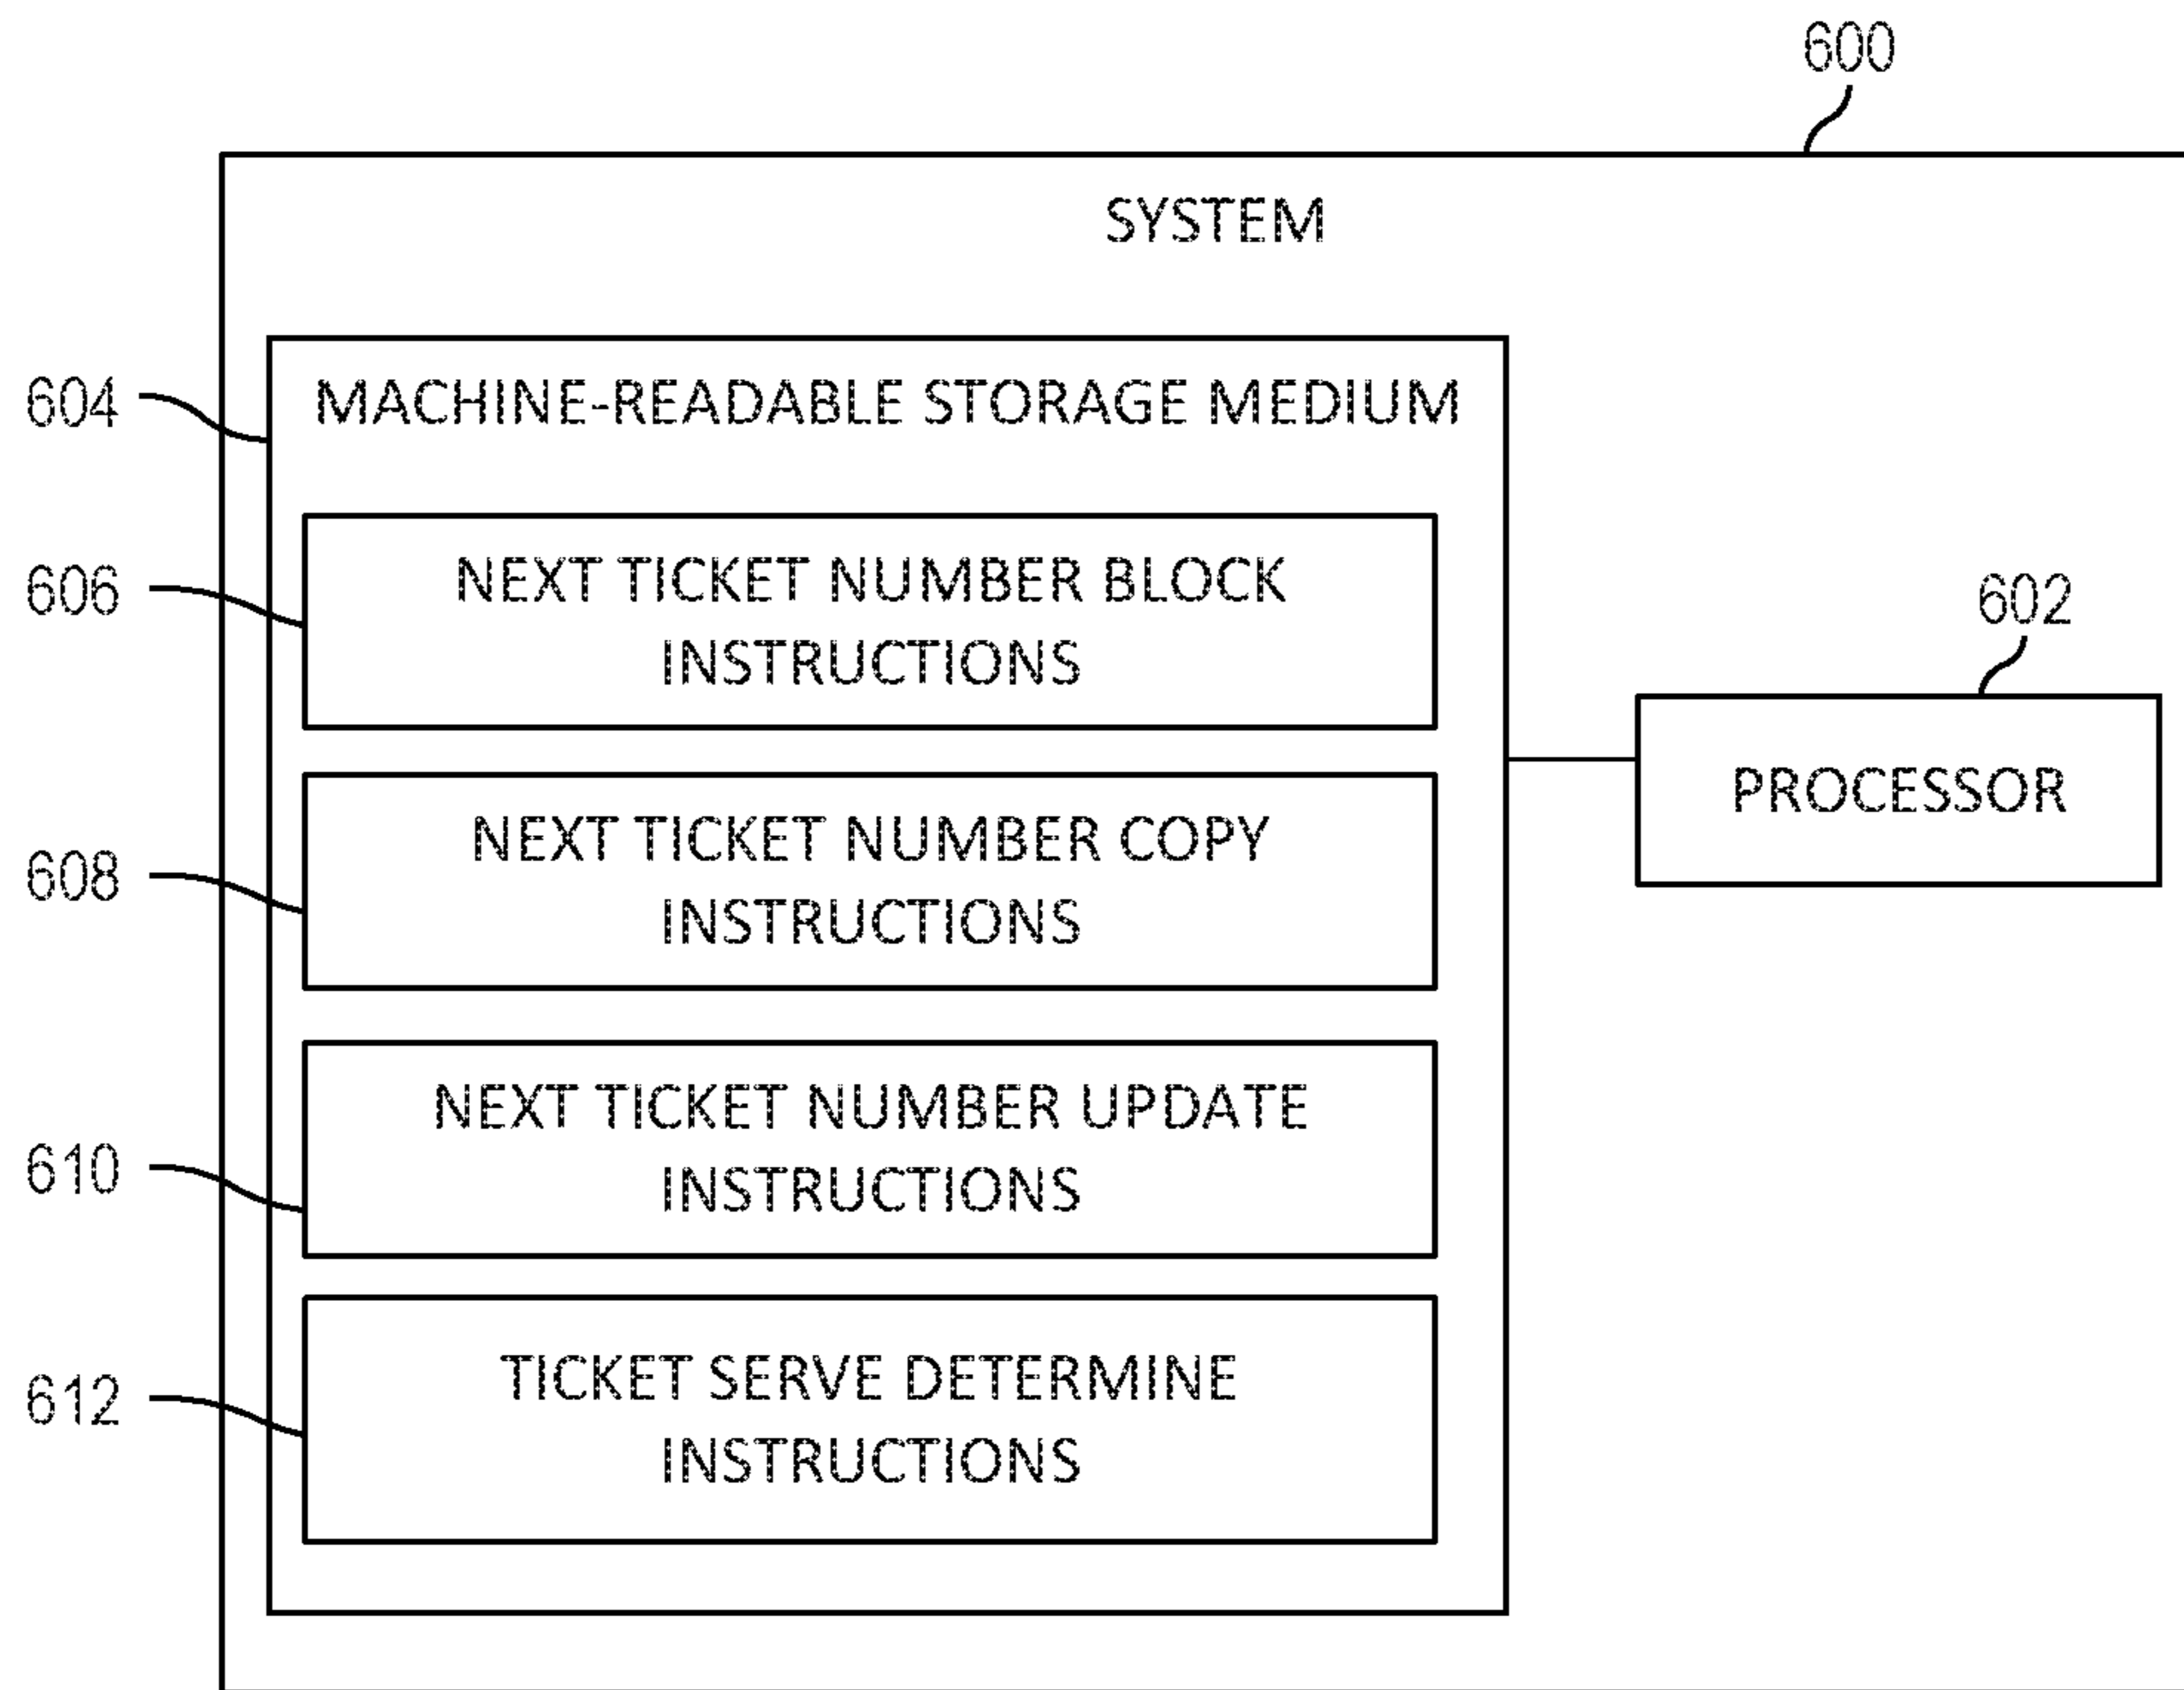 600
SYSTEM
604
MACHINE-READABLE STORAGE MEDIUM
606
NEXT TICKET NUMBER BLOCK
INSTRUCTIONS
602
PROCESSOR
608
NEXT TICKET NUMBER COPY
INSTRUCTIONS
610
NEXT TICKET NUMBER UPDATE
INSTRUCTIONS
612
TICKET SERVE DETERMINE
INSTRUCTIONS